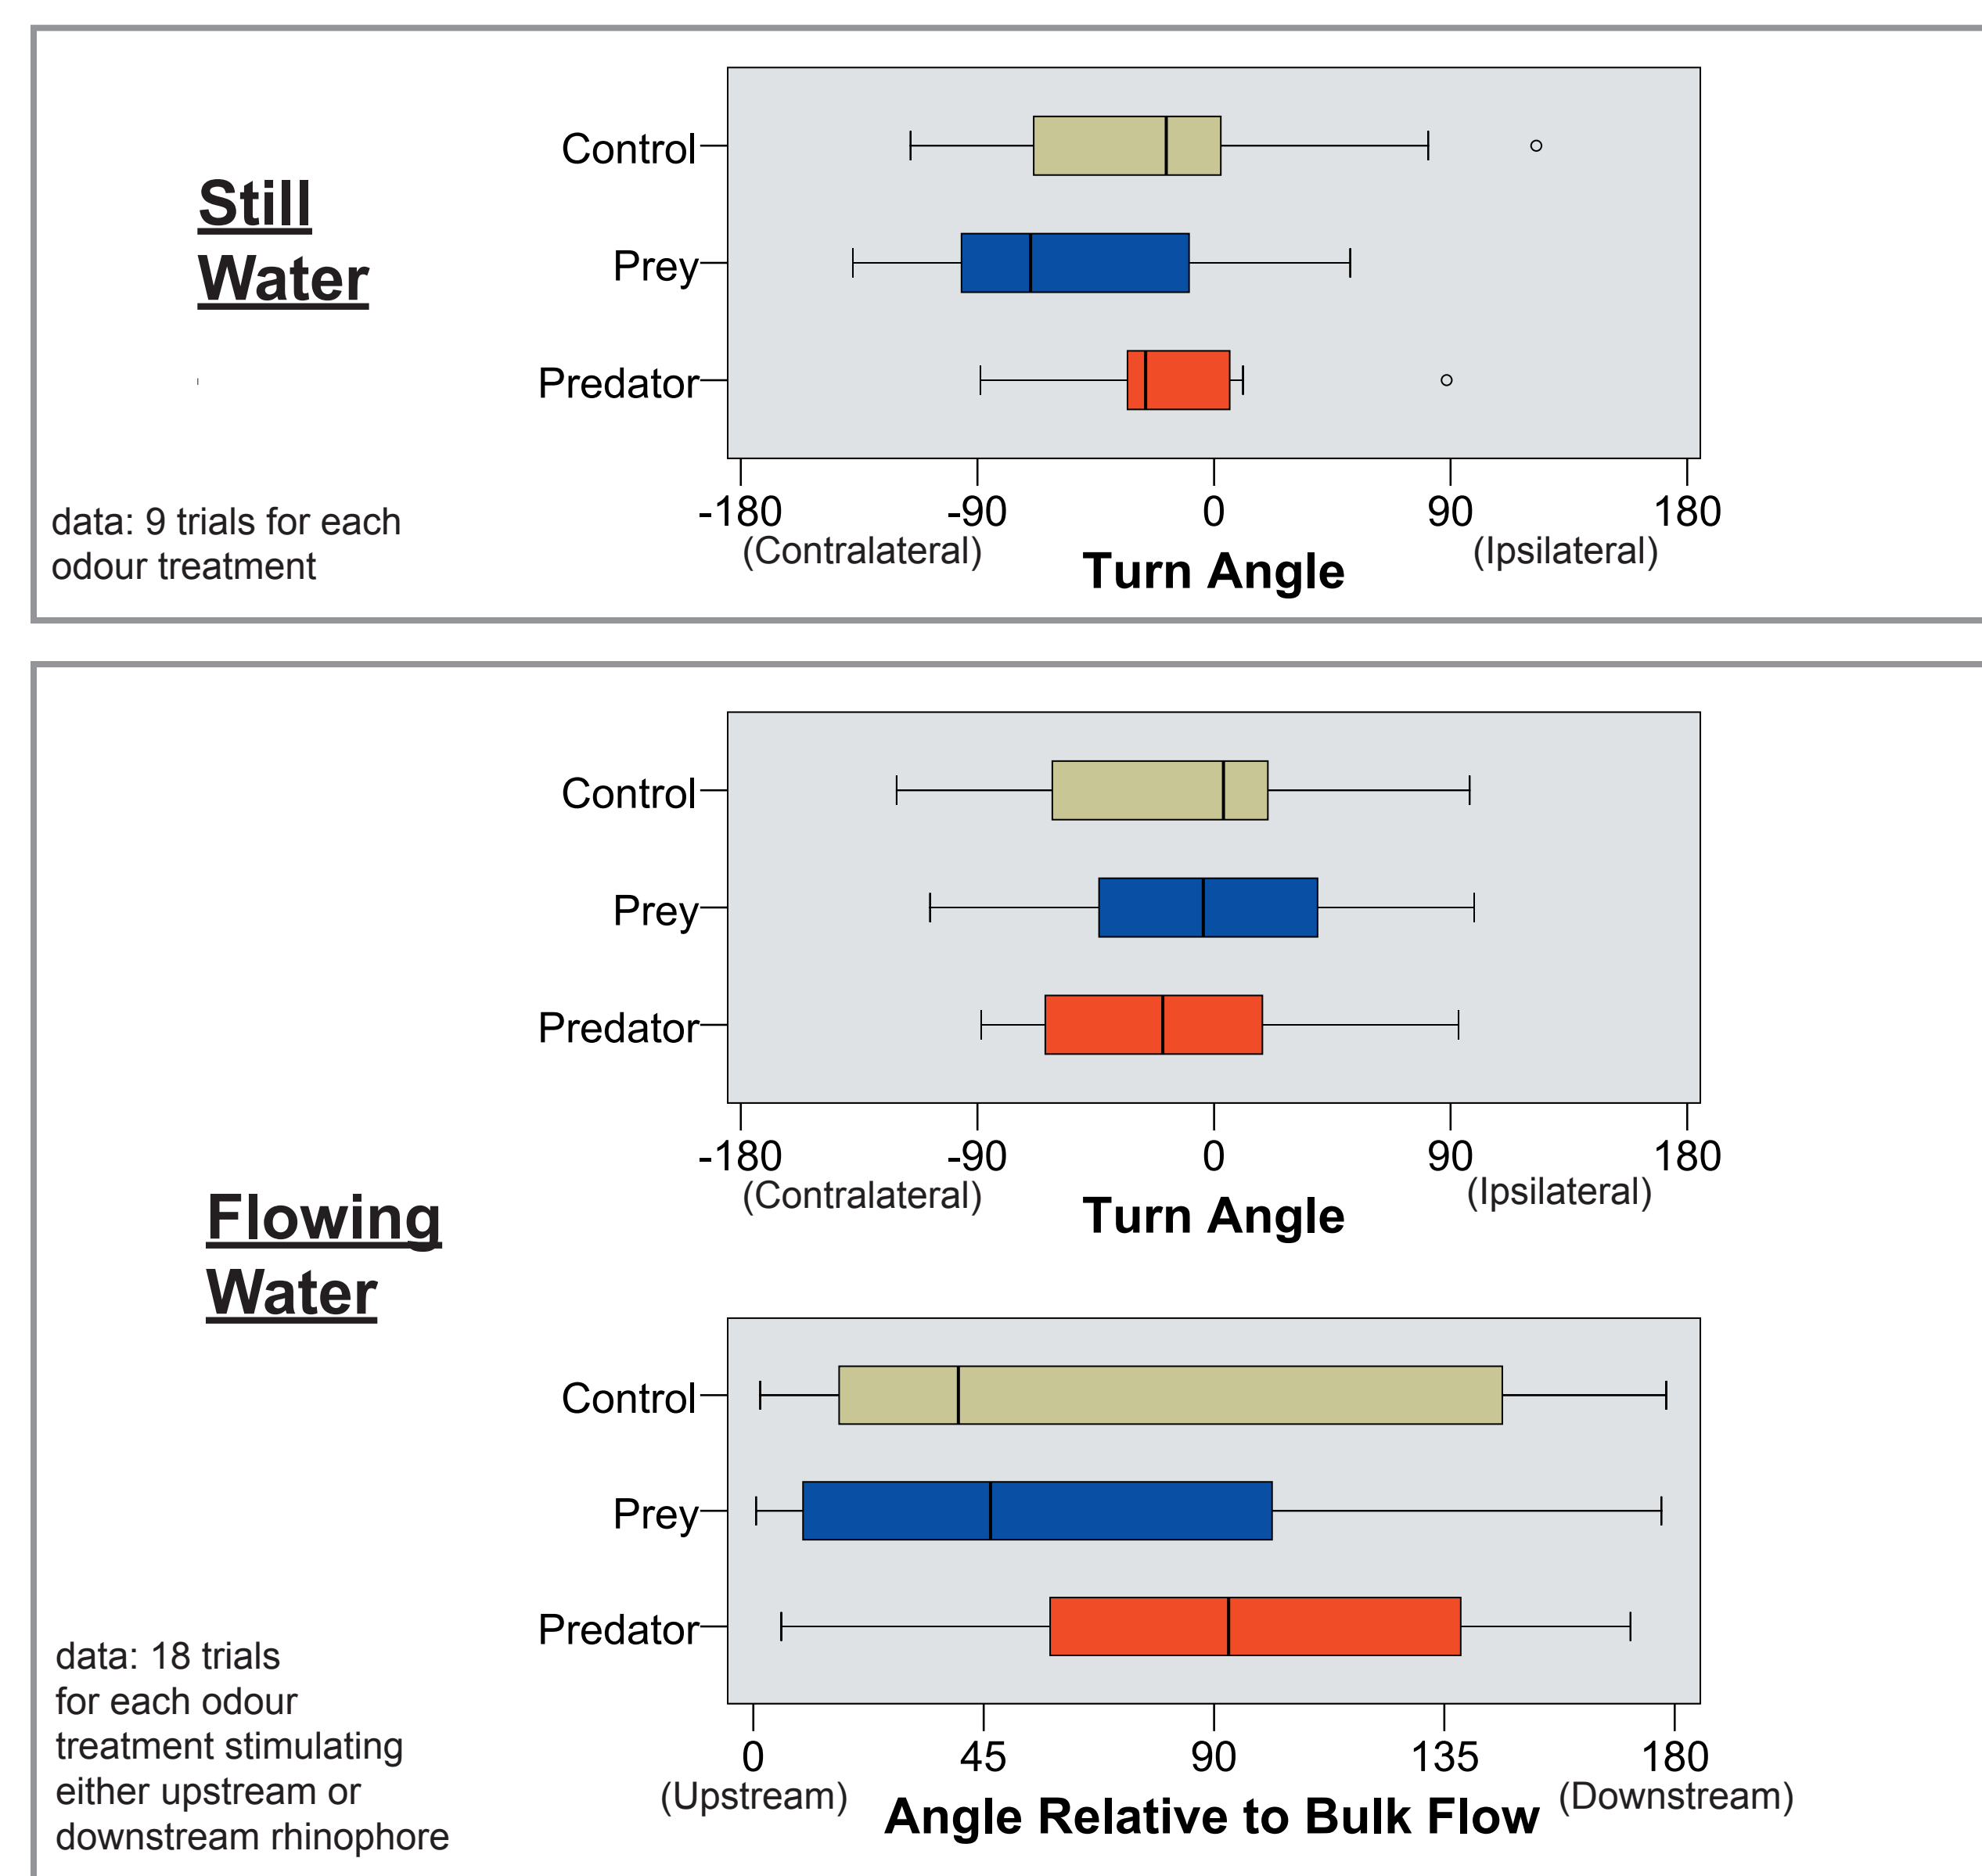 Still
Water
Control
Prey
Predator
-180
-90
0
90
180
(Contralateral)
Turn Angle
(Ipsilateral)
data: 9 trials for each
odour treatment
Flowing
Water
Control
Prey
Predator
-180
-90
0
90
180
(Contralateral)
Turn Angle
(Ipsilateral)
Control
Prey
Predator
0
45
90
135
180
(Upstream)
Angle Relative to Bulk Flow
(Downstream)
data: 18 trials
for each odour
treatment stimulating
either upstream or
downstream rhinophore